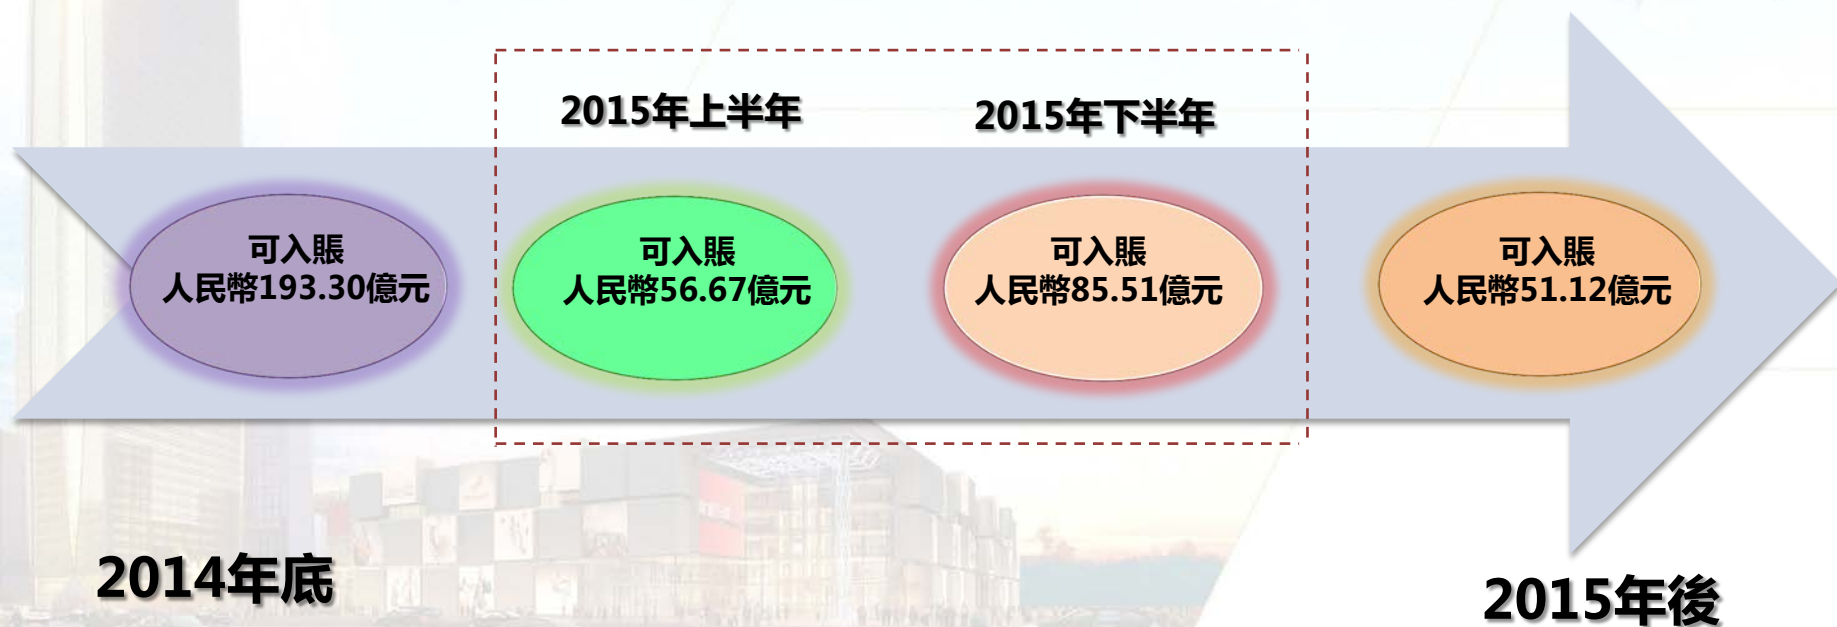 2015年上半年
2015年下半年
可入賬
人民幣193.30億元
可入賬
人民幣56.67億元
可入賬
人民幣85.51億元
可入賬
人民幣51.12億元
2014年底
2015年後